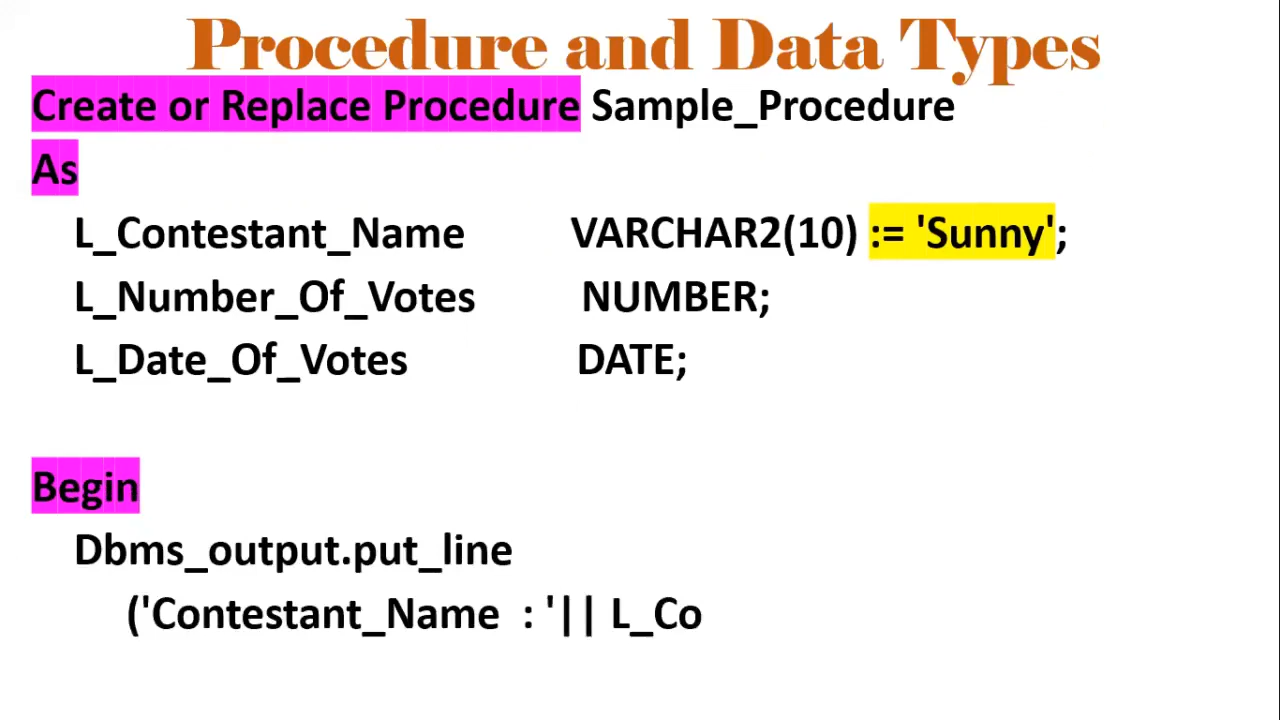 Procedure and Data Types
Create or Replace Procedure Sample_Procedure
As
L_Contestant_Name VARCHAR2(10) := 'Sunny';
L_Number_Of_Votes NUMBER;
L_Date_Of_Votes DATE;
Begin
Dbms_output.put_line
('Contestant_Name : '|| L_Co